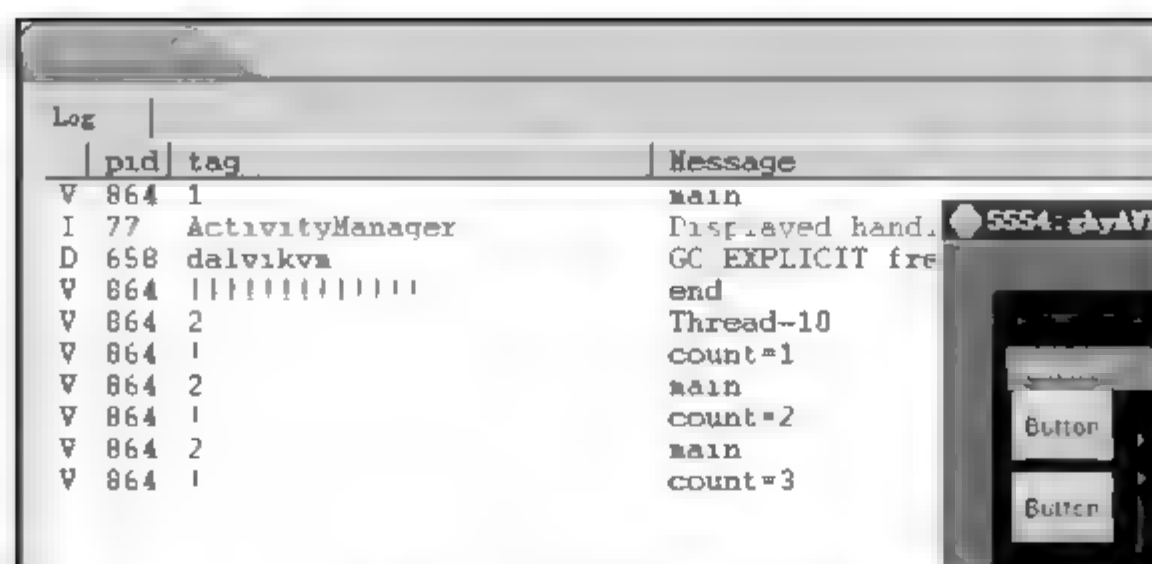 Log
pid tag Message
V 864 1 main
I 77 ActivityManager Displayed hand.
D 658 dalvikvm GC EXPLICIT fre
V 864 end
V 864 2 Thread-10
V 864 ! count=1
V 864 2 main
V 864 ! count=2
V 864 2 main
V 864 ! count=3
5554:
Button
Button